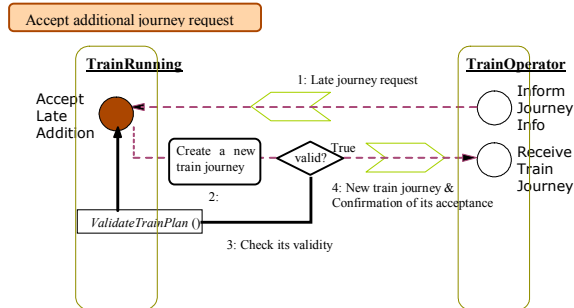 Accept additional journey request
TrainRunning
TrainOperator
1: Late journey request
Accept
Late
Addition
Inform
Journey
Info
Create a new
train journey
valid?
True
Receive
Train
Journey
2:
4: New train journey &
Confirmation of its acceptance
ValidateTrainPlan ()
3: Check its validity